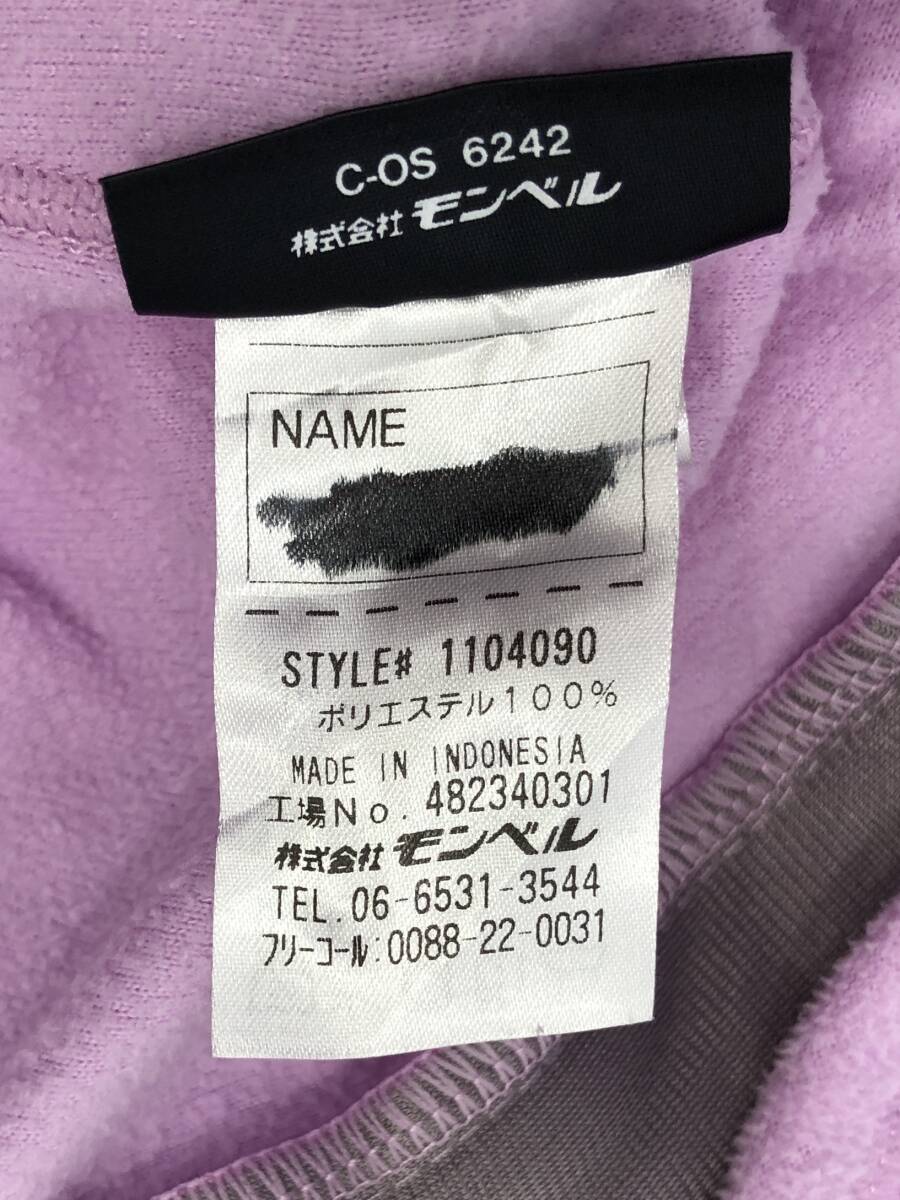 C-OS 6242
株式会社 モンベル
NAME
STYLE# 1104090
ポリエステル100%
MADE IN INDONESIA
工場No. 482340301
株式会社 モンベル
TEL. 06-6531-3544
フリーコール:0088-22-0031